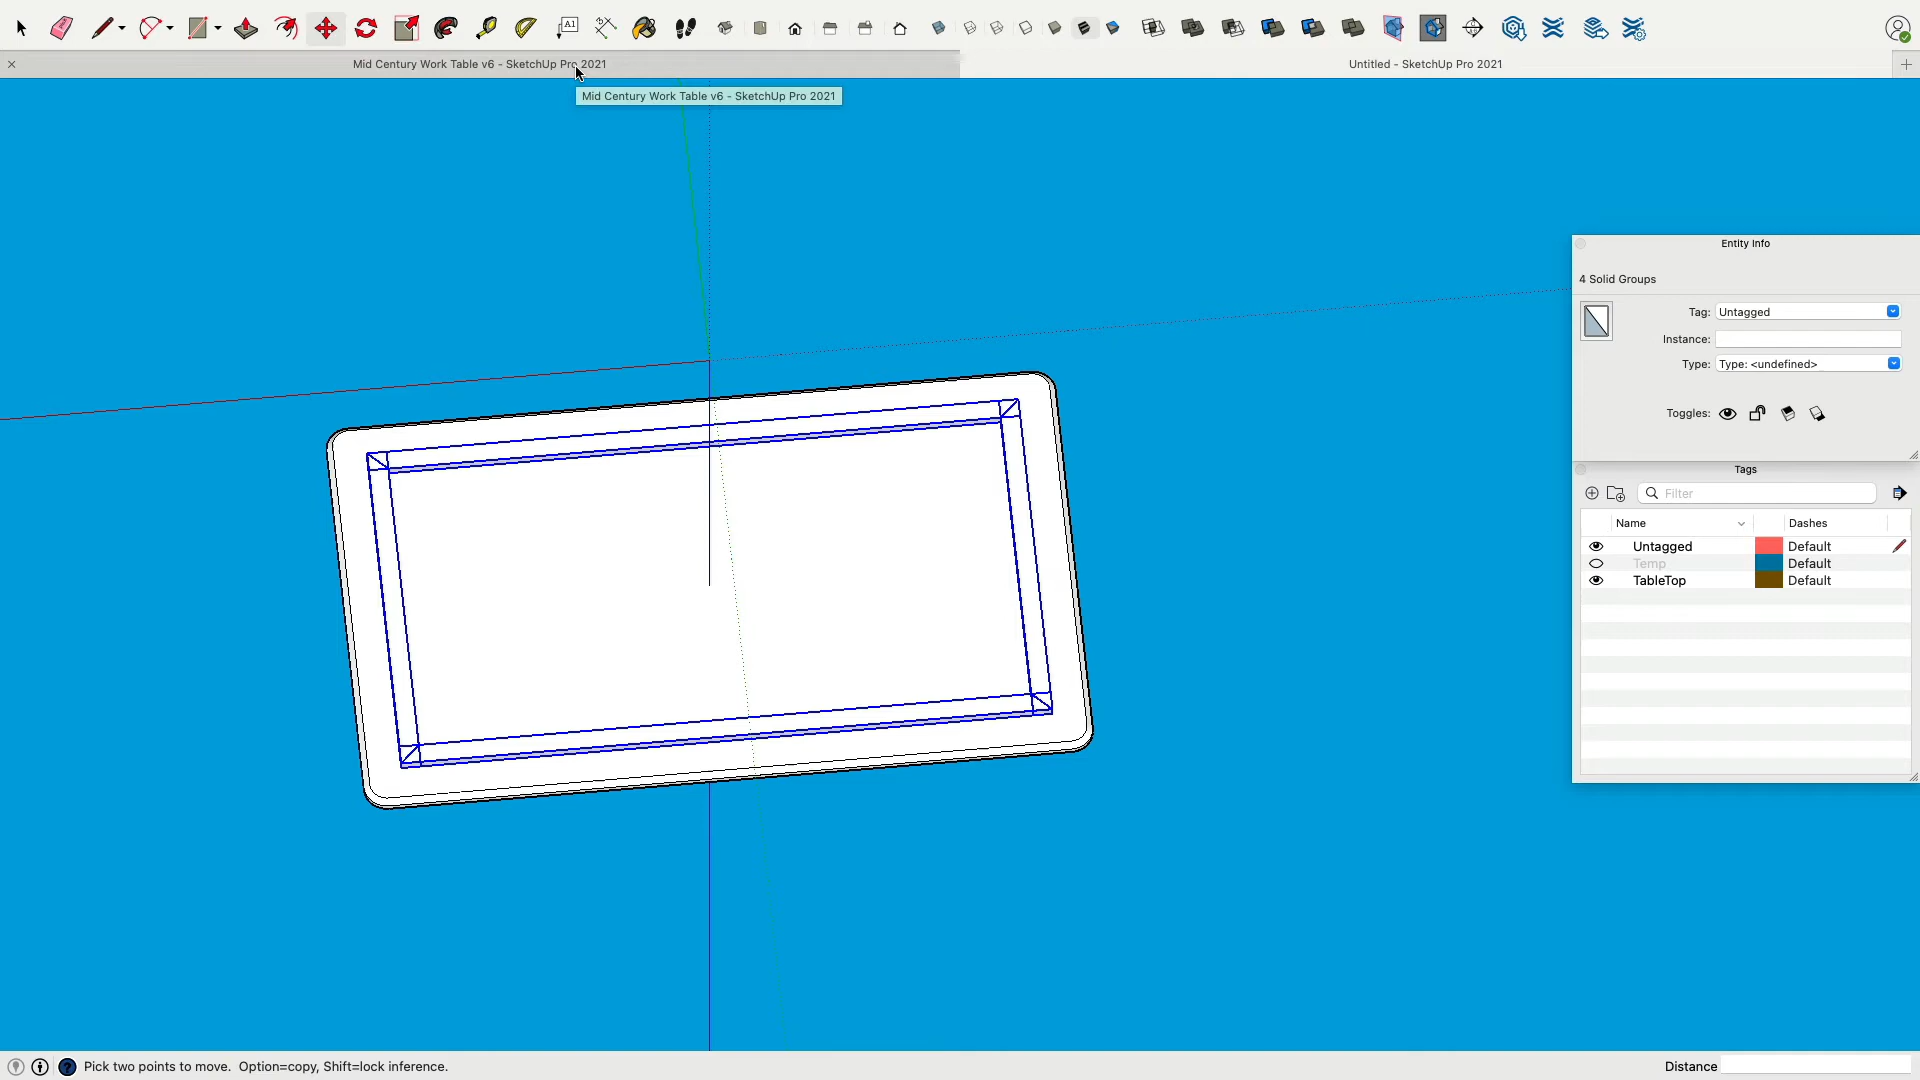 A1
Mid Century Work Table v6 - SketchUp Pro 2021
Untitled - SketchUp Pro 2021
Mid Century Work Table v6 - SketchUp Pro 2021
Entity Info
4 Solid Groups
Tag: Untagged
Instance:
Type: Type: <undefined>
Toggles:
Tags
Filter
Name Dashes
Untagged Default
Temp Default
TableTop Default
Pick two points to move. Option=copy, Shift=lock inference.
Distance